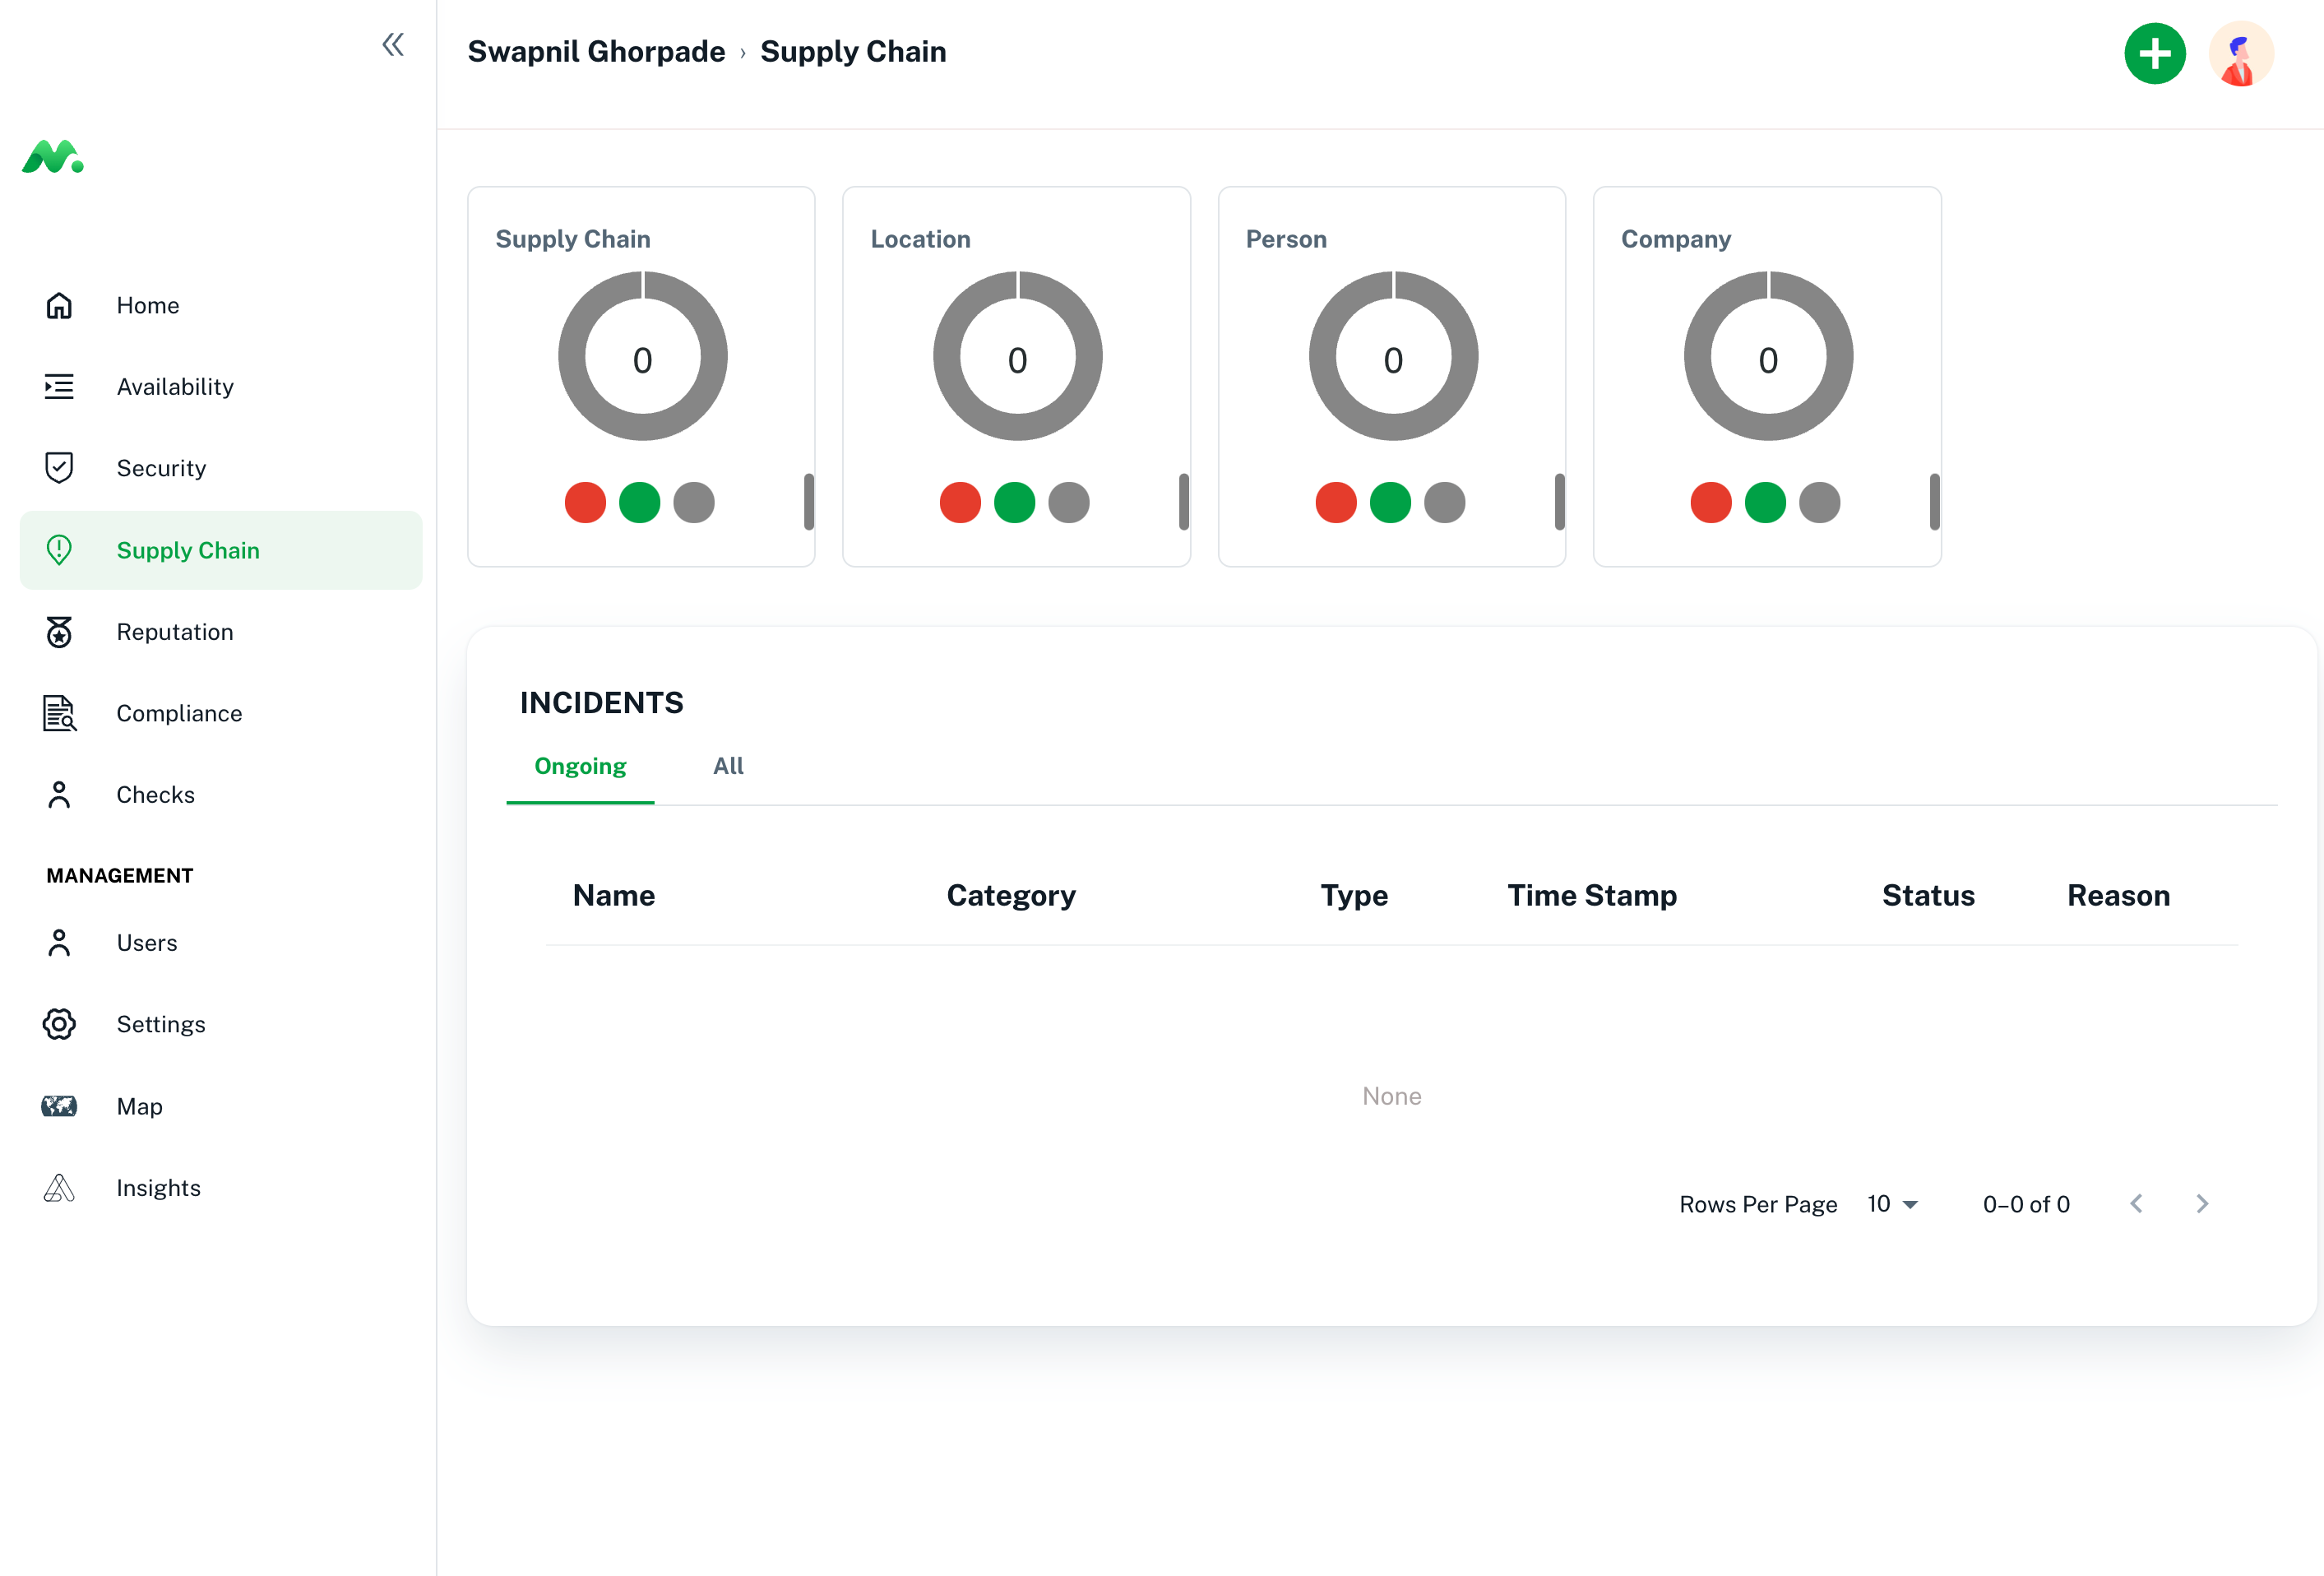 Swapnil Ghorpade › Supply Chain
Home
Availability
Security
Supply Chain
Reputation
Compliance
Checks
MANAGEMENT
Users
Settings
Map
Insights
Supply Chain
0
Location
0
Person
0
Company
0
INCIDENTS
Ongoing All
Name Category Type Time Stamp Status Reason
None
Rows Per Page 10 0–0 of 0